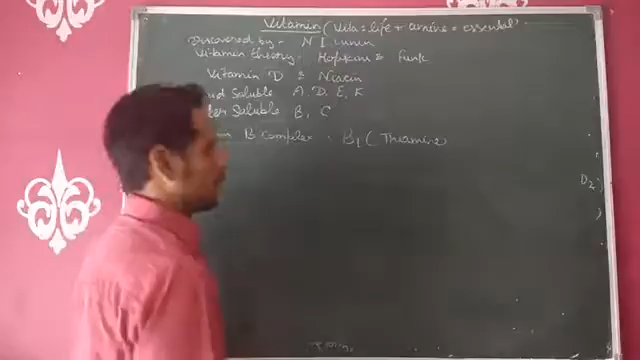 Vitamin (Vita = life + amine = essental)
Discovered by - N I Lunin
Vitamin theory - Hopkins & Funk
Vitamin D & Niacin
Soluble A, D, E, K
Soluble B, C
B complex - B1 (Thiamine
D2)
)